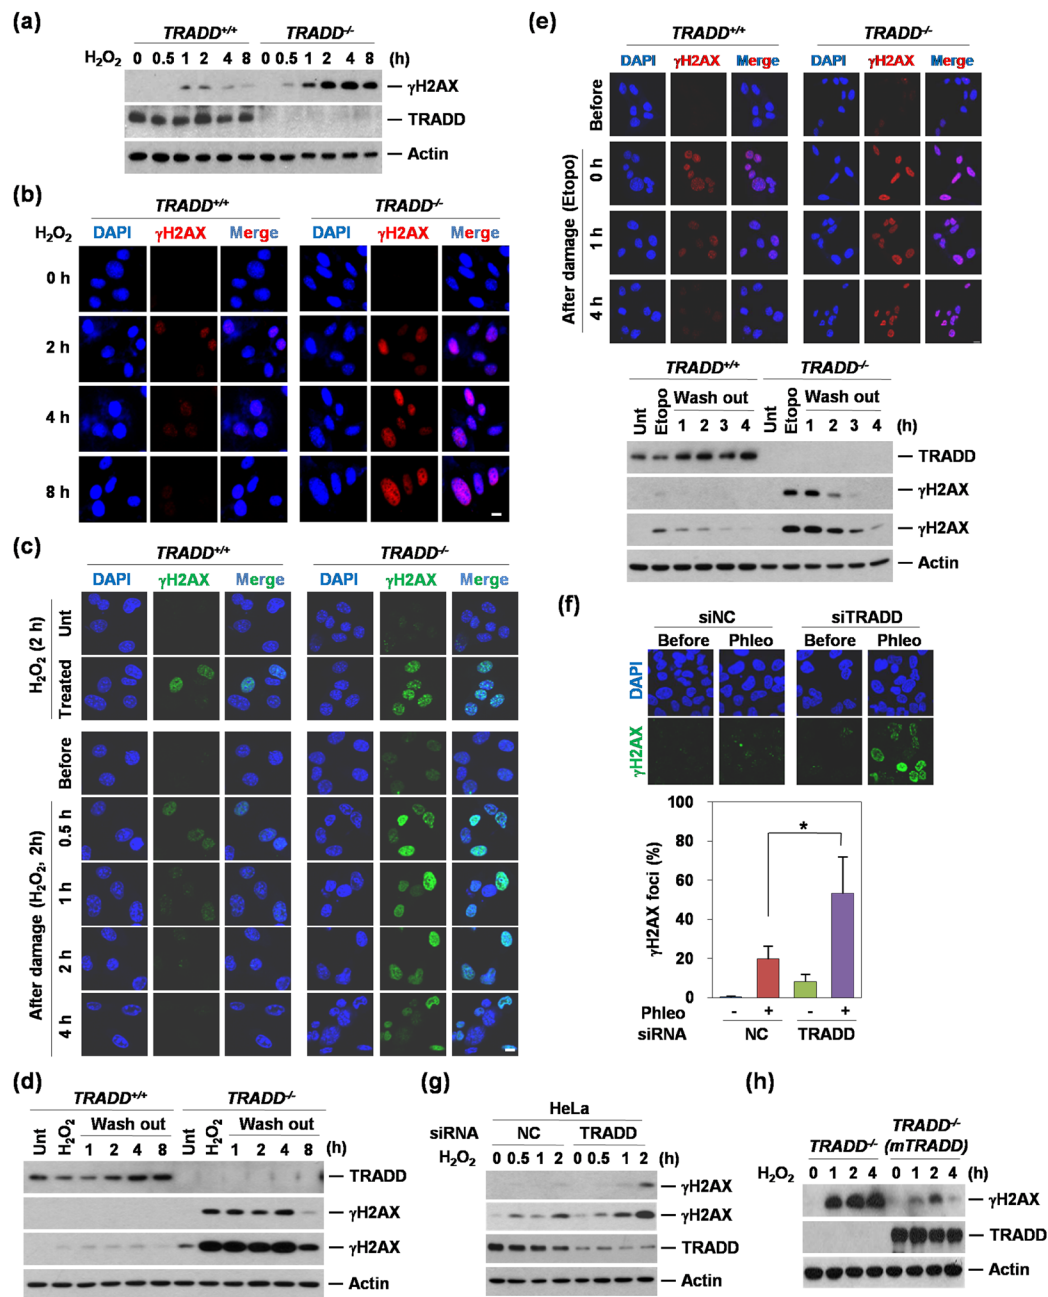 (a)
TRADD+/+ TRADD-/-
H2O2 0 0.5 1 2 4 8 0 0.5 1 2 4 8 (h)
γH2AX
TRADD
Actin
(b)
TRADD+/+ TRADD-/-
H2O2 DAPI γH2AX Merge DAPI γH2AX Merge
0 h
2 h
4 h
8 h
(c)
TRADD+/+ TRADD-/-
DAPI γH2AX Merge DAPI γH2AX Merge
H2O2 (2 h)
Unt
Treated
Before
After damage (H2O2, 2h)
0.5 h
1 h
2 h
4 h
(d)
TRADD+/+ TRADD-/-
Unt H2O2 Wash out Unt H2O2 Wash out
1 2 4 8 1 2 4 8 (h)
TRADD
γH2AX
γH2AX
Actin
(e)
TRADD+/+ TRADD-/-
DAPI γH2AX Merge DAPI γH2AX Merge
Before
After damage (Etopo)
0 h
1 h
4 h
TRADD+/+ TRADD-/-
Unt Etopo Wash out Unt Etopo Wash out
1 2 3 4 1 2 3 4 (h)
TRADD
γH2AX
γH2AX
Actin
(f)
siNC siTRADD
Before Phleo Before Phleo
DAPI
γH2AX
γH2AX foci (%)
100
80
60
40
20
0
*
Phleo - + - +
siRNA NC TRADD
(g)
HeLa
siRNA NC TRADD
H2O2 0 0.5 1 2 0 0.5 1 2 (h)
γH2AX
γH2AX
TRADD
Actin
(h)
TRADD-/- TRADD-/-
(mTRADD)
H2O2 0 1 2 4 0 1 2 4 (h)
γH2AX
TRADD
Actin